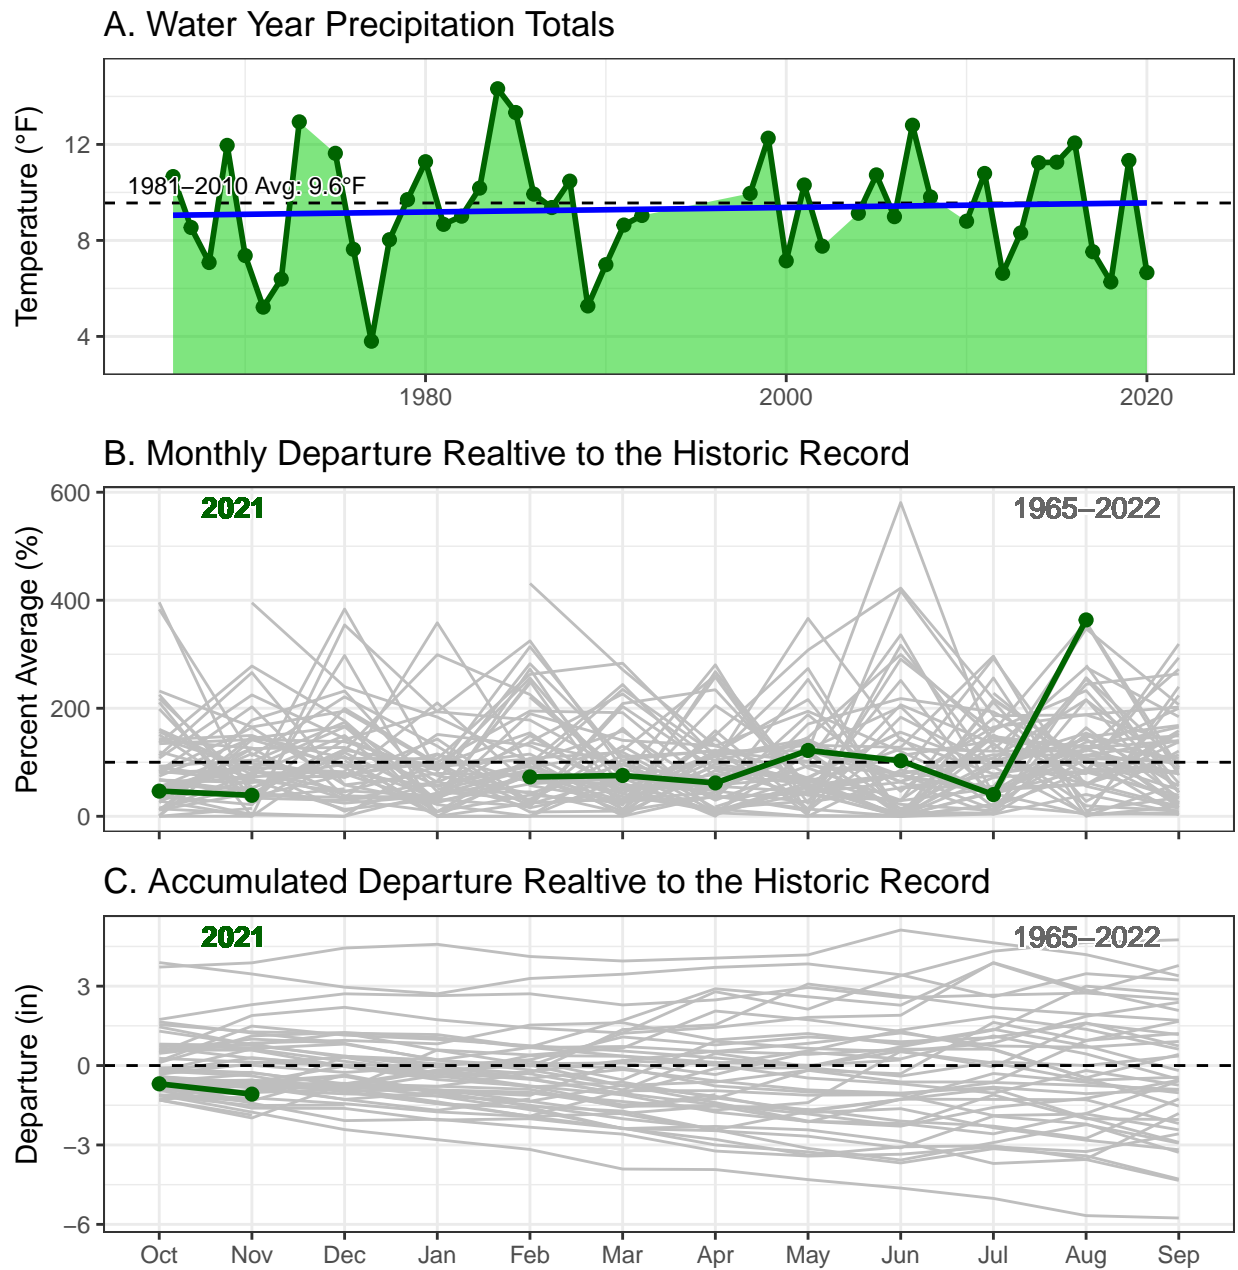 A. Water Year Precipitation Totals
Temperature (°F)
12
8
4
1981–2010 Avg: 9.6°F
1980
2000
2020
B. Monthly Departure Realtive to the Historic Record
Percent Average (%)
600
400
200
0
2021
1965–2022
C. Accumulated Departure Realtive to the Historic Record
Departure (in)
3
0
−3
−6
2021
1965–2022
Oct Nov Dec Jan Feb Mar Apr May Jun Jul Aug Sep